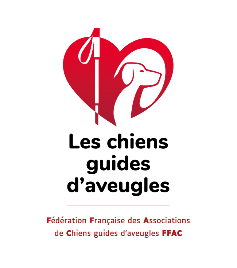 Les chiens
guides
d'aveugles
Fédération Française des Associations
de Chiens guides d'aveugles FFAC